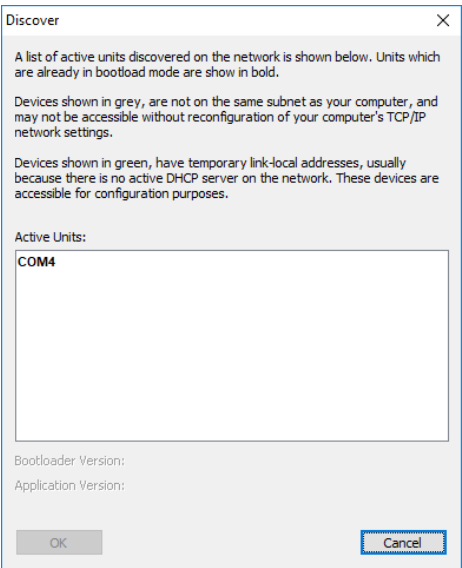 Discover
A list of active units discovered on the network is shown below. Units which
are already in bootload mode are show in bold.
Devices shown in grey, are not on the same subnet as your computer, and
may not be accessible without reconfiguration of your computer's TCP/IP
network settings.
Devices shown in green, have temporary link-local addresses, usually
because there is no active DHCP server on the network. These devices are
accessible for configuration purposes.
Active Units:
COM4
Bootloader Version:
Application Version:
OK Cancel